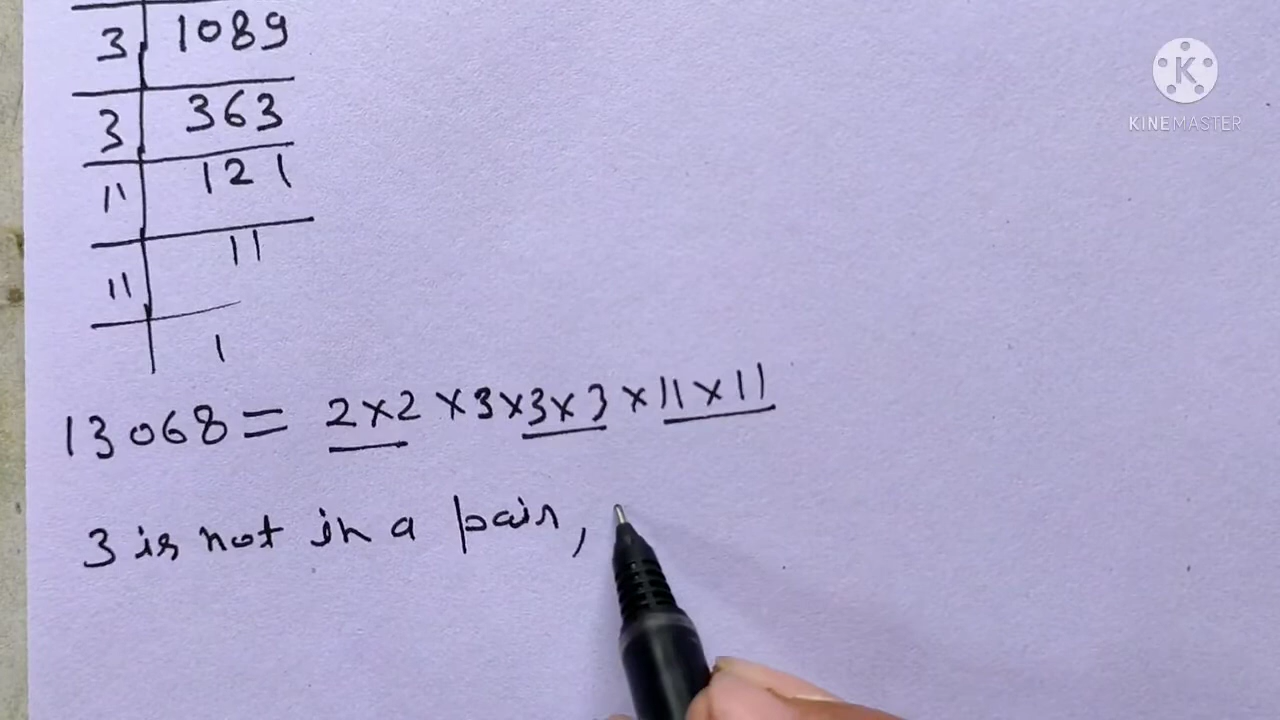 3 1089
3 363
11 121
11 11
1
13068 = 2×2 ×3×3×3 ×11×11
3 is not in a pair,
KINEMASTER